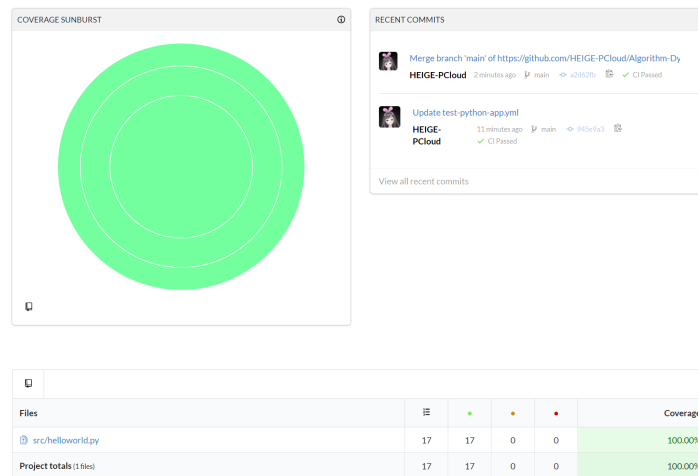 COVERAGE SUNBURST
RECENT COMMITS
Merge branch 'main' of https://github.com/HEIGE-PCloud/Algorithm-Dy
HEIGE-PCloud 2 minutes ago main a2d62fb CI Passed
Update test-python-app.yml
HEIGE-
PCloud
11 minutes ago main 945e9a3
CI Passed
View all recent commits
Files Coverage
src/helloworld.py 17 17 0 0 100.00%
Project totals (1 files) 17 17 0 0 100.00%